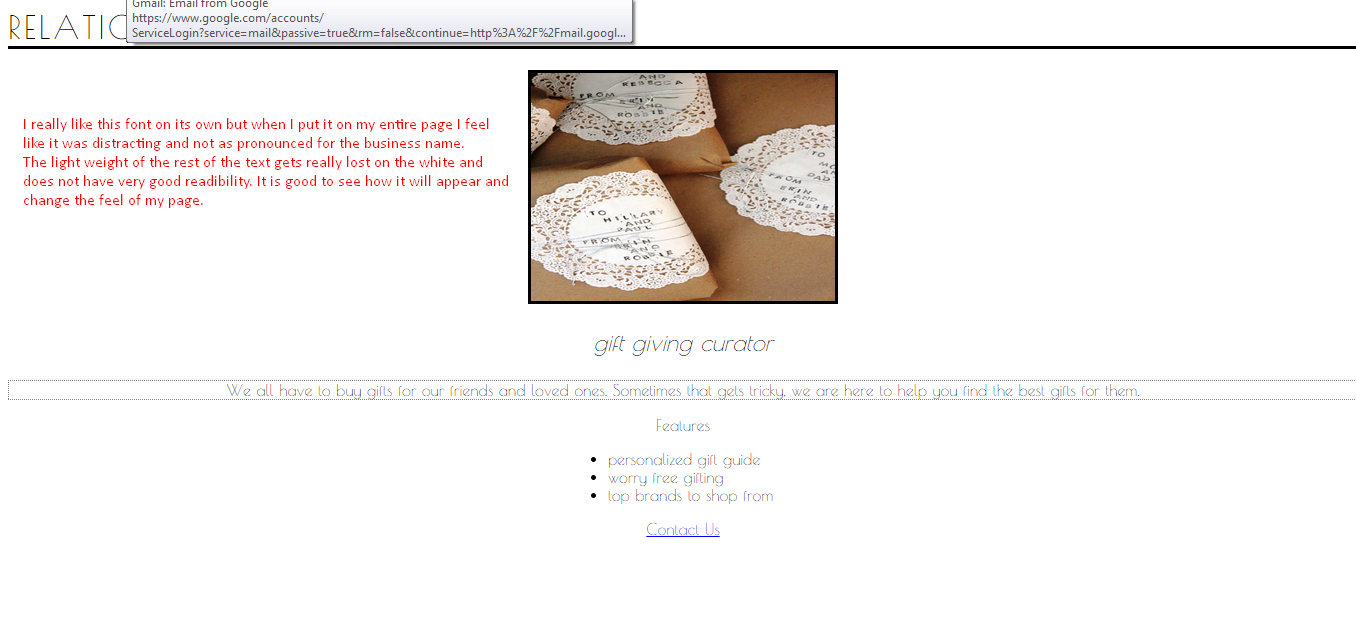 Gmail: Email from Google
https://www.google.com/accounts/
ServiceLogin?service=mail&passive=true&rm=false&continue=http%3A%2F%2Fmail.googl...
RELATIO
I really like this font on its own but when I put it on my entire page I feel
like it was distracting and not as pronounced for the business name.
The light weight of the rest of the text gets really lost on the white and
does not have very good readibility. It is good to see how it will appear and
change the feel of my page.
AND
REBECCA
FROM
ERIN
AND
ROBBIE
TO
MO
AND
DAD
FROM
ERIN
AND
ROBBIE
TO
HILLARY
AND
PAUL
FROM ERIN
AND
ROBBIE
gift giving curator
We all have to buy gifts for our friends and loved ones. Sometimes that gets tricky, we are here to help you find the best gifts for them.
Features
personalized gift guide
worry free gifting
top brands to shop from
Contact Us